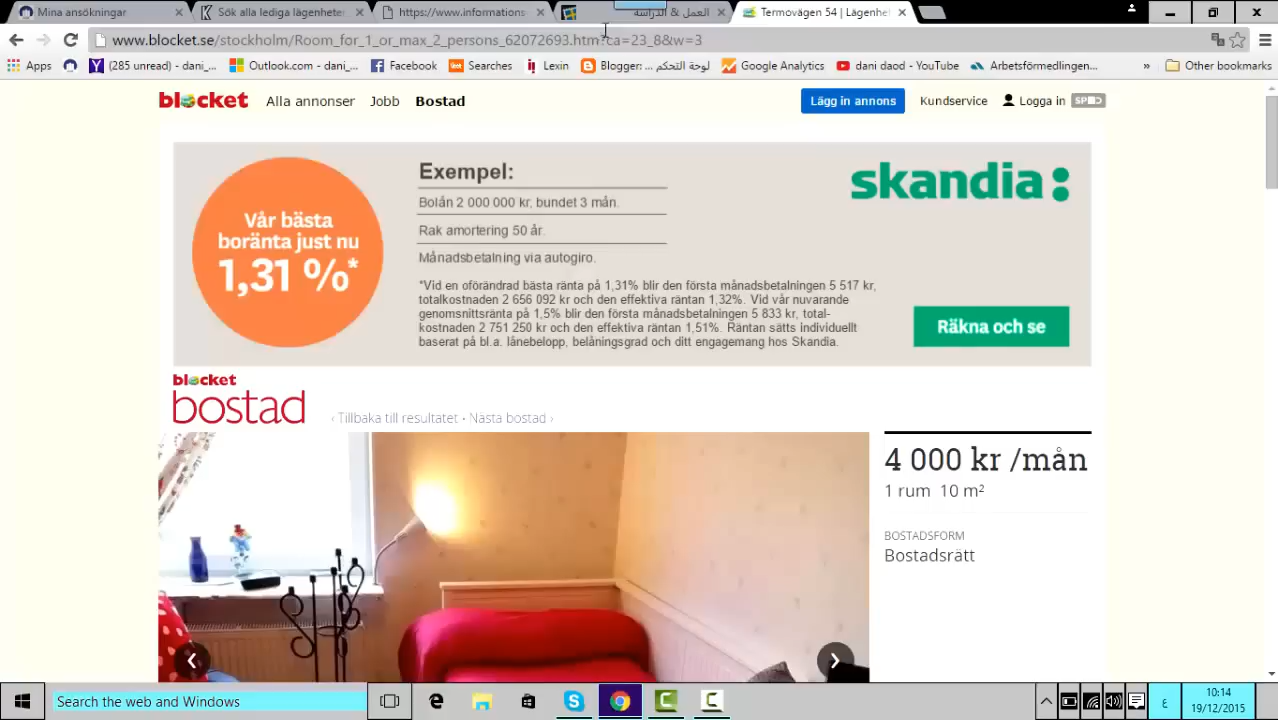 Mina ansökningar
Sök alla lediga lägenheter
https://www.informations
العمل & الدراسة
Termovägen 54 | Lägenhet
www.blocket.se/stockholm/Room_for_1_or_max_2_persons_62072693.htm?ca=23_8&w=3
Apps
(285 unread) - dani_
Outlook.com - dani_
Facebook
Searches
Lexin
Blogger: لوحة التحكم
Google Analytics
dani daod - YouTube
Arbetsförmedlingen
»
Other bookmarks
blocket Alla annonser Jobb Bostad
Lägg in annons Kundservice Logga in SPiD
Vår bästa
boränta just nu
1,31 %*
Exempel:
Bolån 2 000 000 kr, bundet 3 mån.
Rak amortering 50 år.
Månadsbetalning via autogiro.
*Vid en oförändrad bästa ränta på 1,31% blir den första månadsbetalningen 5 517 kr,
totalkostnaden 2 656 092 kr och den effektiva räntan 1,32%. Vid vår nuvarande
genomsnittsränta på 1,5% blir den första månadsbetalningen 5 833 kr, total-
kostnaden 2 751 250 kr och den effektiva räntan 1,51%. Räntan sätts individuellt
baserat på bl.a. lånebelopp, belåningsgrad och ditt engagemang hos Skandia.
skandia:
Räkna och se
blocket
bostad
‹ Tillbaka till resultatet • Nästa bostad ›
4 000 kr /mån
1 rum 10 m²
BOSTADSFORM
Bostadsrätt
Search the web and Windows
ع
10:14
19/12/2015